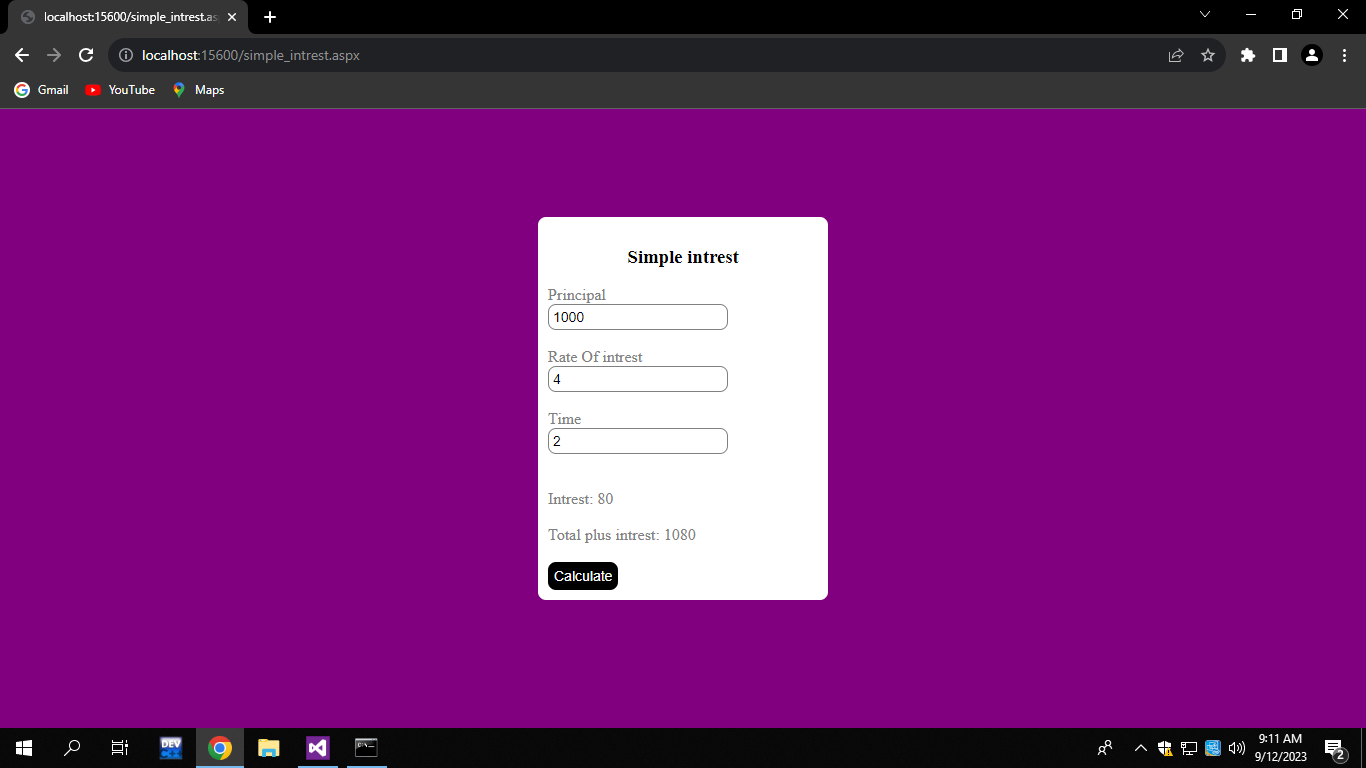 localhost:15600/simple_intrest.as
localhost:15600/simple_intrest.aspx
Gmail YouTube Maps
Simple intrest
Principal
1000
Rate Of intrest
4
Time
2
Intrest: 80
Total plus intrest: 1080
Calculate
DEV
9:11 AM
9/12/2023
2